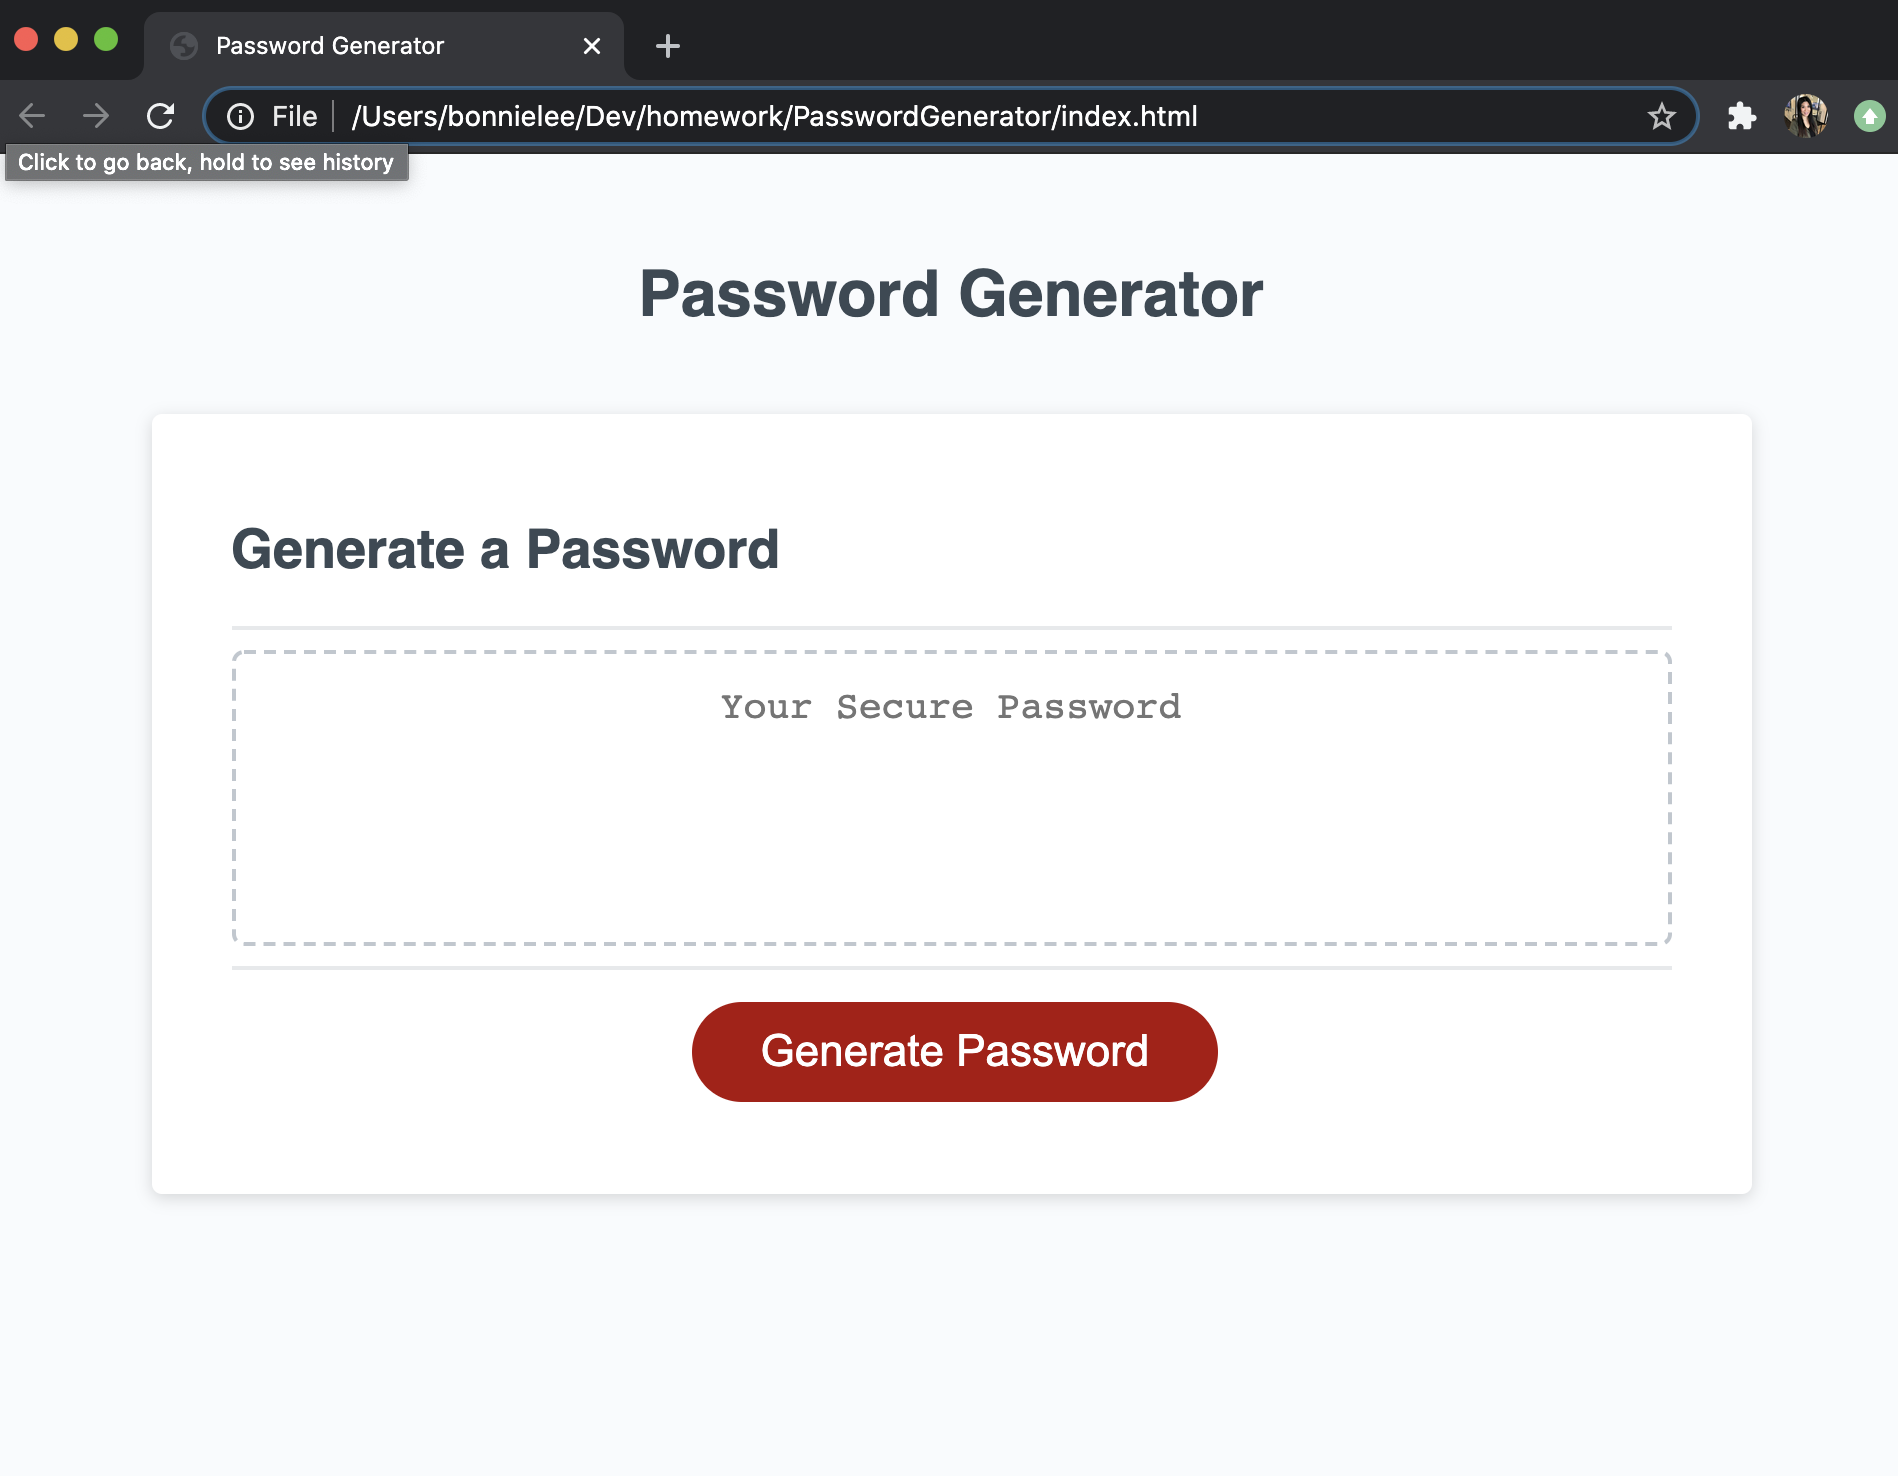 Password Generator
File /Users/bonnielee/Dev/homework/PasswordGenerator/index.html
Click to go back, hold to see history
Password Generator
Generate a Password
Your Secure Password
Generate Password